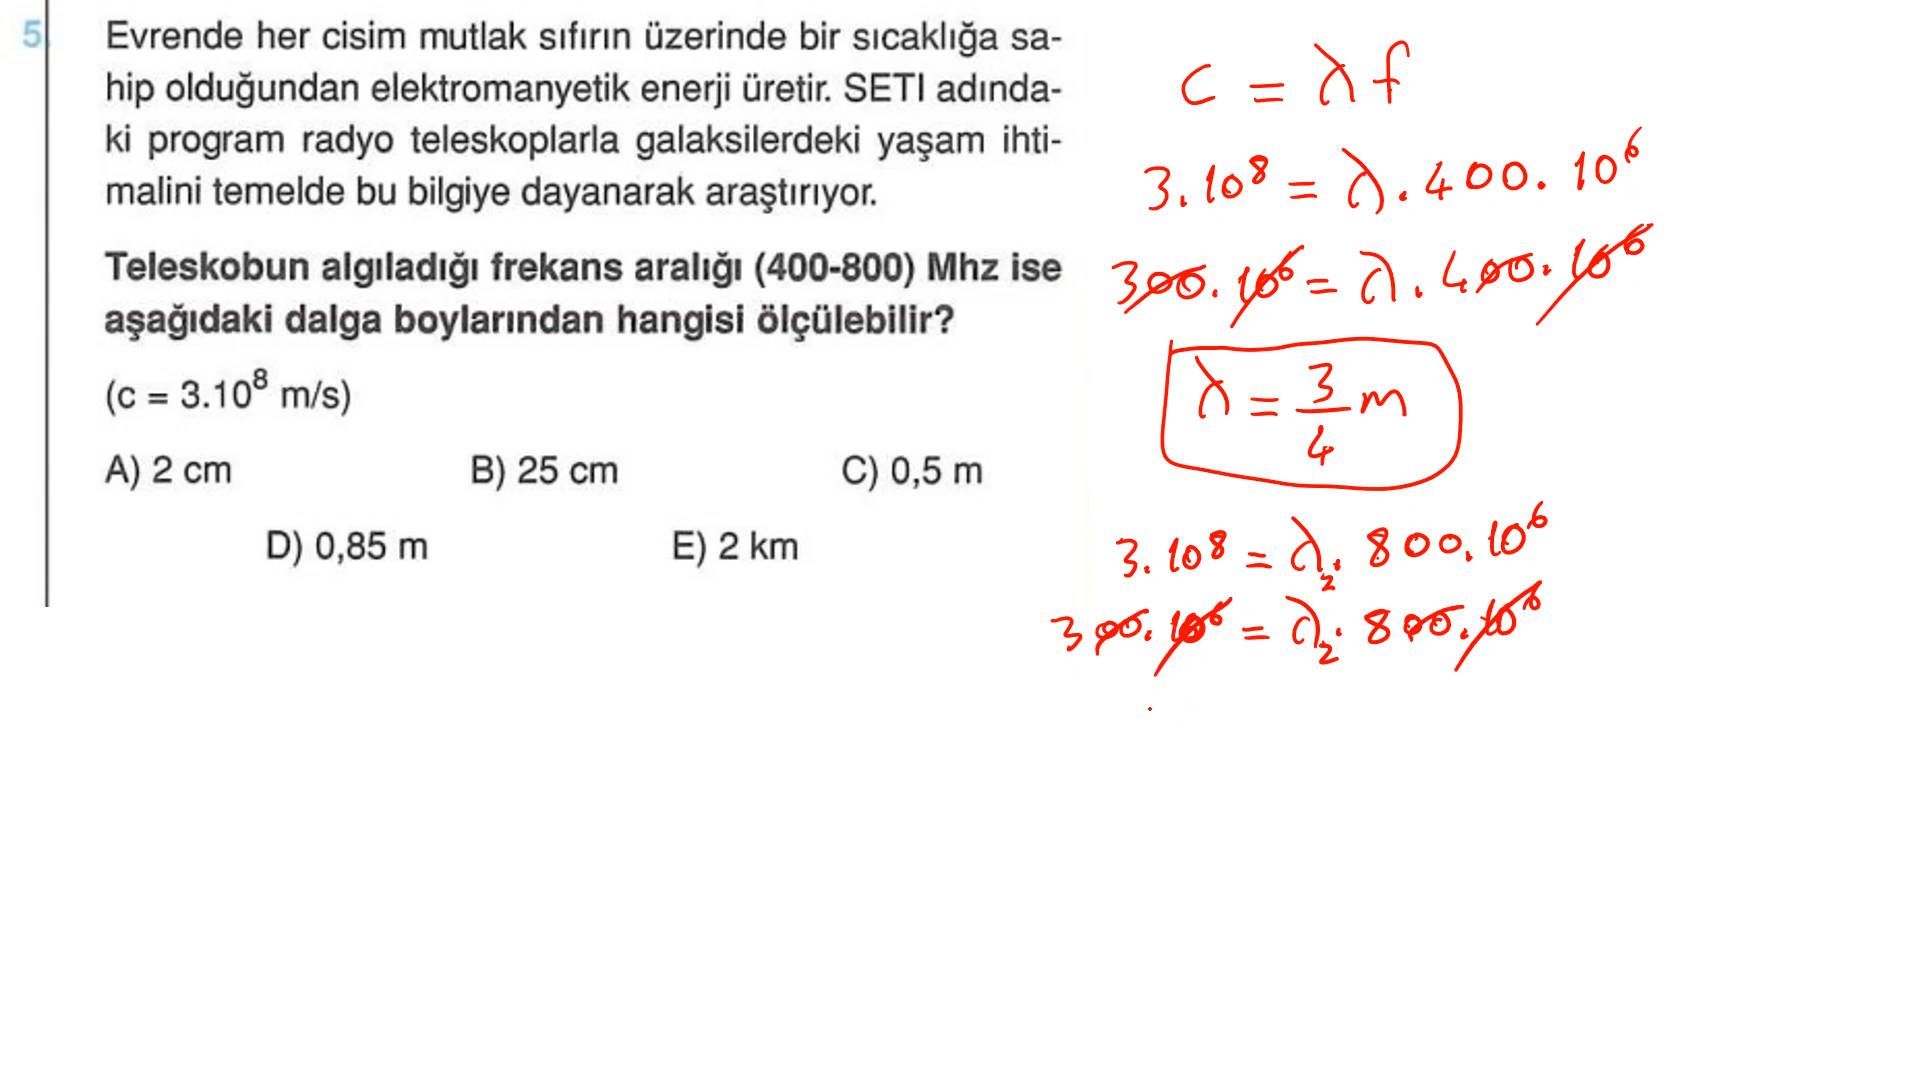 5.
Evrende her cisim mutlak sıfırın üzerinde bir sıcaklığa sa-
hip olduğundan elektromanyetik enerji üretir. SETI adında-
ki program radyo teleskoplarla galaksilerdeki yaşam ihti-
malini temelde bu bilgiye dayanarak araştırıyor.
Teleskobun algıladığı frekans aralığı (400-800) Mhz ise
aşağıdaki dalga boylarından hangisi ölçülebilir?
(c = 3.10⁸ m/s)
A) 2 cm B) 25 cm C) 0,5 m
D) 0,85 m E) 2 km
c = λ f
3.10⁸ = λ.400.10⁶
300.10⁶ = λ.400.10⁶
λ = 3/4 m
3.10⁸ = λ₂.800.10⁶
300.10⁶ = λ₂.800.10⁶